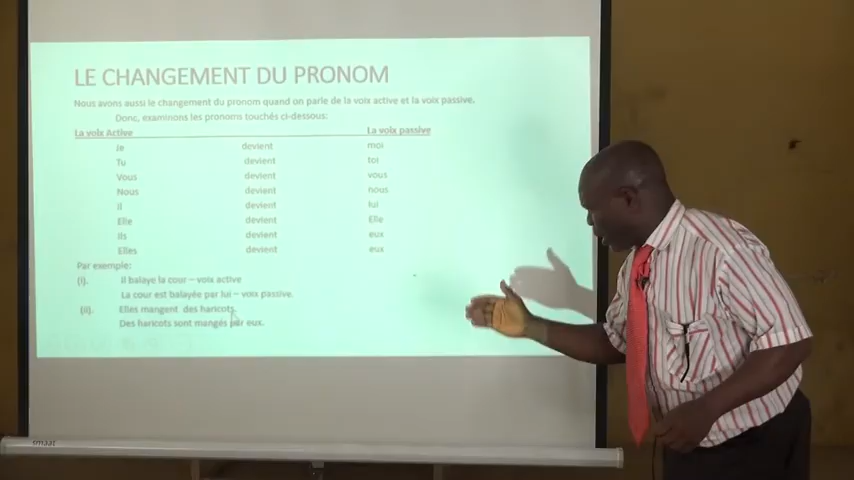 LE CHANGEMENT DU PRONOM
Nous avons aussi le changement du pronom quand on parle de la voix active et la voix passive.
Donc, examinons les pronoms touchés ci-dessous:
La voix Active La voix passive
Je devient moi
Tu devient toi
Vous devient vous
Nous devient nous
Il devient lui
Elle devient Elle
Ils devient eux
Elles devient eux
Par exemple:
(i). Il balaye la cour – voix active
La cour est balayée par lui – voix passive.
(ii). Elles mangent des haricots.
Des haricots sont mangés par eux.